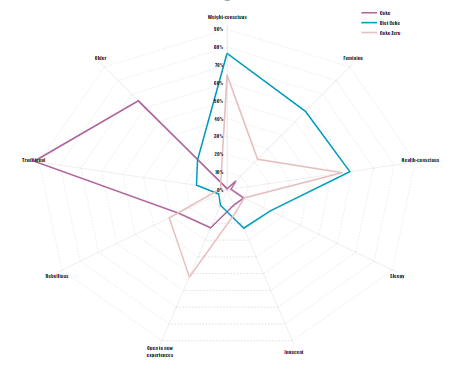 Weight-conscious
Coke
Diet Coke
Coke Zero
90%
80%
70%
60%
50%
40%
30%
20%
10%
0%
Feminine
Older
Health-conscious
Traditional
Sleepy
Rebellious
Innocent
Open to new
experiences